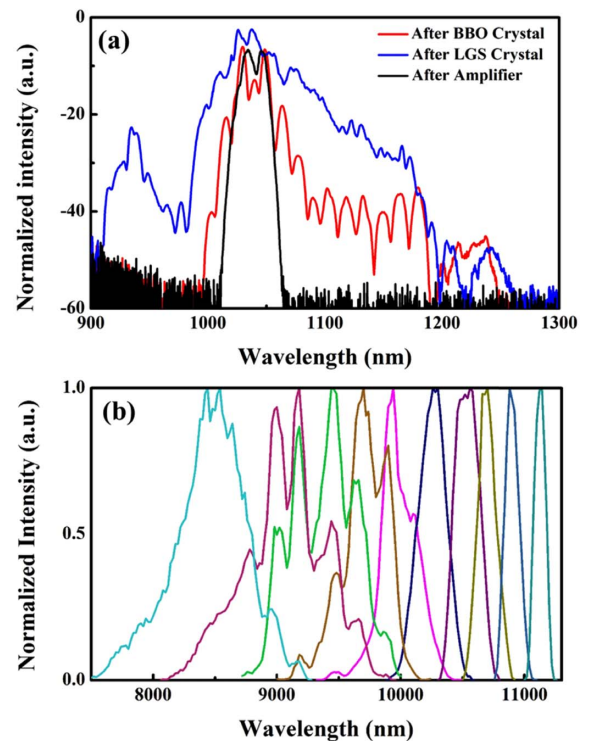 (a)
After BBO Crystal
After LGS Crystal
After Amplifier
Normalized intensity (a.u.)
0
-20
-40
-60
900 1000 1100 1200 1300
Wavelength (nm)
(b)
Normalized Intensity (a.u.)
1.0
0.5
0.0
8000 9000 10000 11000
Wavelength (nm)